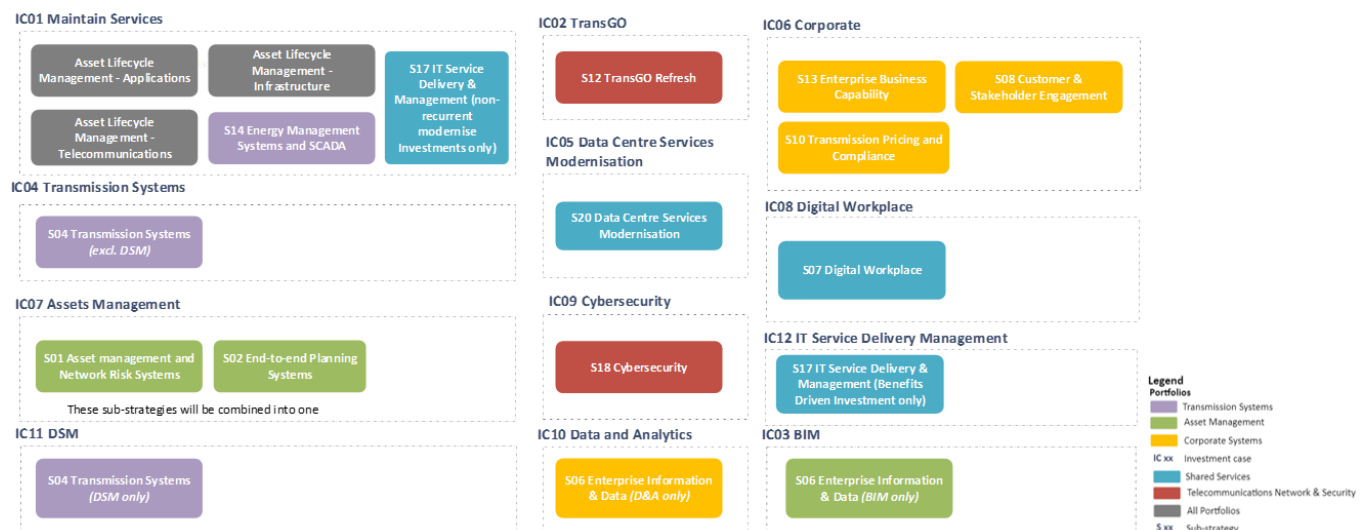 IC01 Maintain Services
Asset Lifecycle
Management - Applications
Asset Lifecycle
Management -
Infrastructure
S17 IT Service
Delivery &
Management (non-
recurrent
modernise
Investments only)
Asset Lifecycle
Management -
Telecommunications
S14 Energy Management
Systems and SCADA
IC04 Transmission Systems
S04 Transmission Systems
(excl. DSM)
IC07 Assets Management
S01 Asset management and
Network Risk Systems
S02 End-to-end Planning
Systems
These sub-strategies will be combined into one
IC11 DSM
S04 Transmission Systems
(DSM only)
IC02 TransGO
S12 TransGO Refresh
IC05 Data Centre Services
Modernisation
S20 Data Centre Services
Modernisation
IC09 Cybersecurity
S18 Cybersecurity
IC10 Data and Analytics
S06 Enterprise Information
& Data (D&A only)
IC06 Corporate
S13 Enterprise Business
Capability
S08 Customer &
Stakeholder Engagement
S10 Transmission Pricing and
Compliance
IC08 Digital Workplace
S07 Digital Workplace
IC12 IT Service Delivery Management
S17 IT Service Delivery &
Management (Benefits
Driven Investment only)
IC03 BIM
S06 Enterprise Information
& Data (BIM only)
Legend
Portfolios
Transmission Systems
Asset Management
Corporate Systems
IC xx Investment case
Shared Services
Telecommunications Network & Security
All Portfolios
S xx Sub-strategy